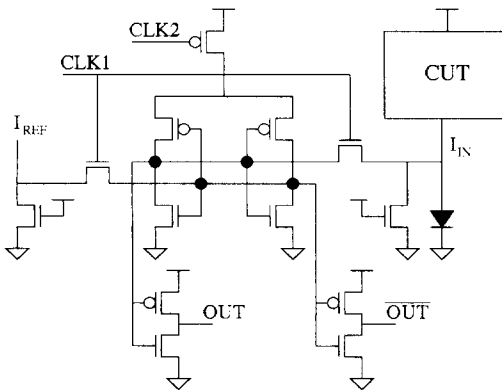 CLK2
CLK1
CUT
I_REF
I_IN
OUT
OUT